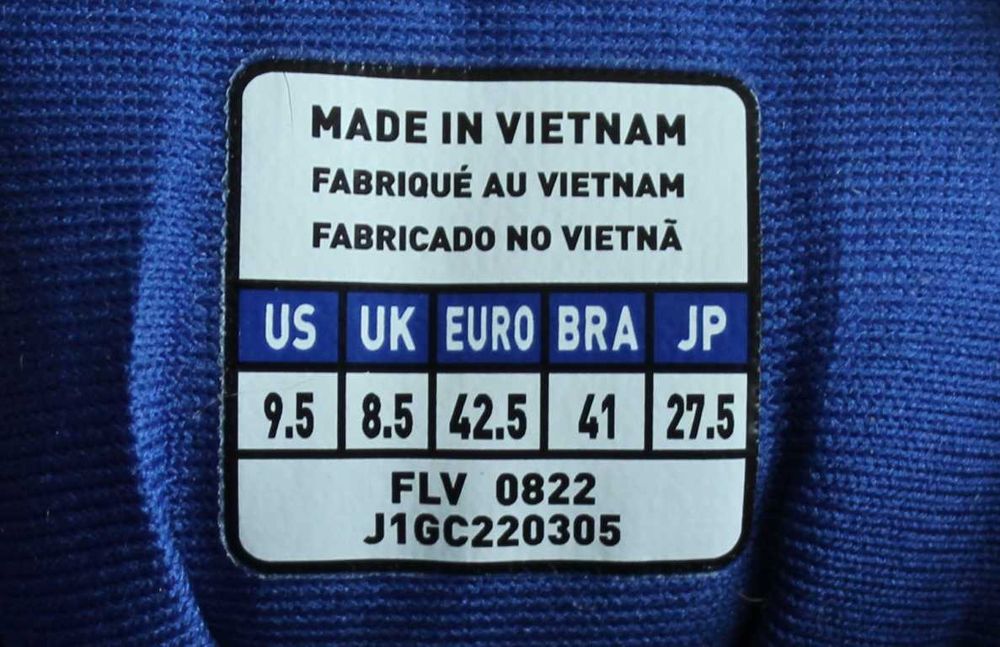 MADE IN VIETNAM
FABRIQUÉ AU VIETNAM
FABRICADO NO VIETNÃ
US UK EURO BRA JP
9.5 8.5 42.5 41 27.5
FLV 0822
J1GC220305